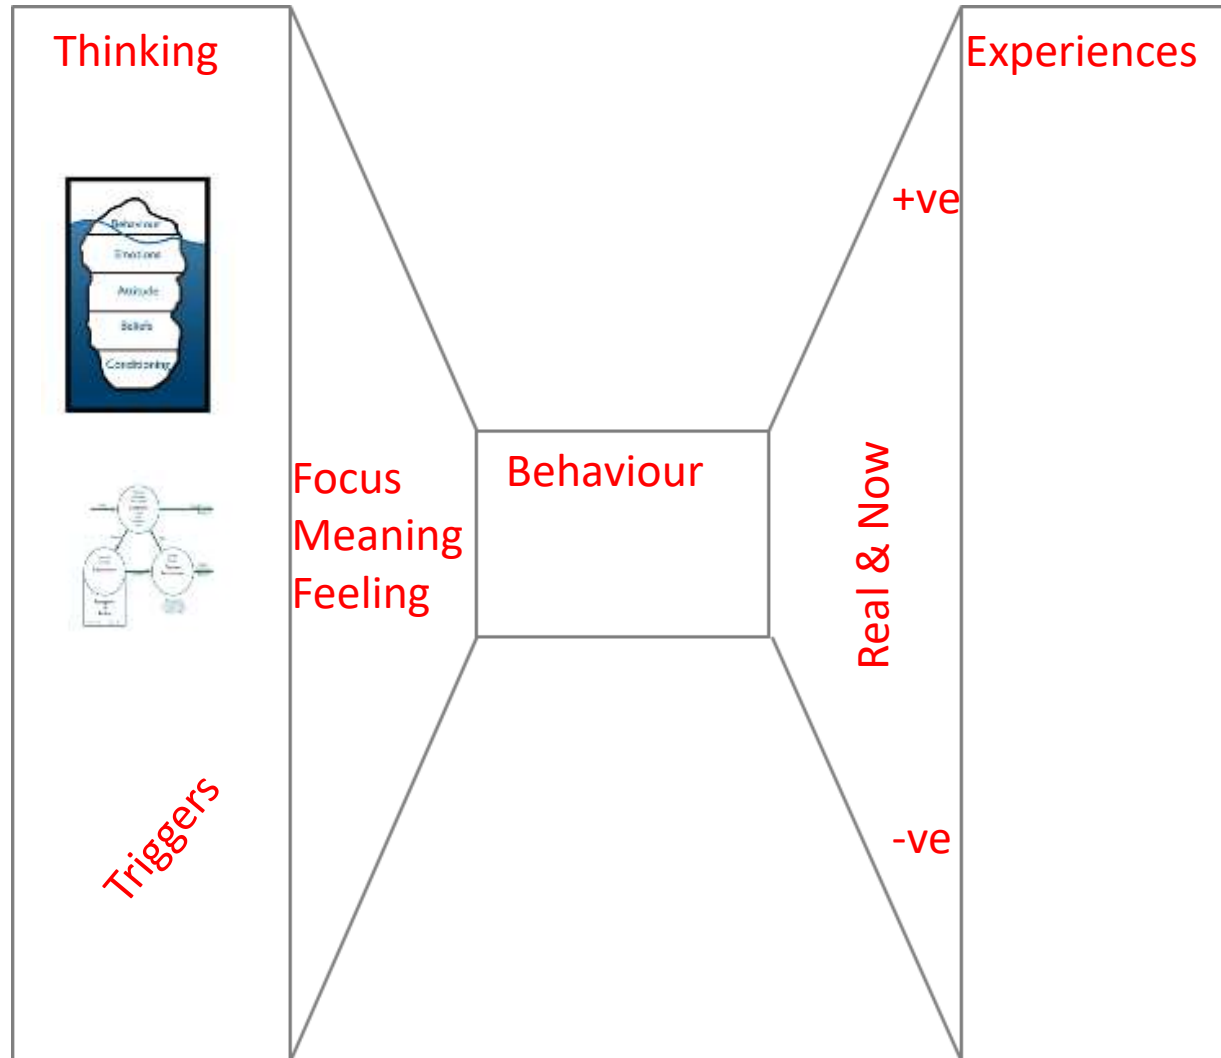 Thinking
Experiences
Behaviour
Emotions
Attitude
Beliefs
Conditioning
+ve
Focus
Meaning
Feeling
Behaviour
Real & Now
Triggers
-ve